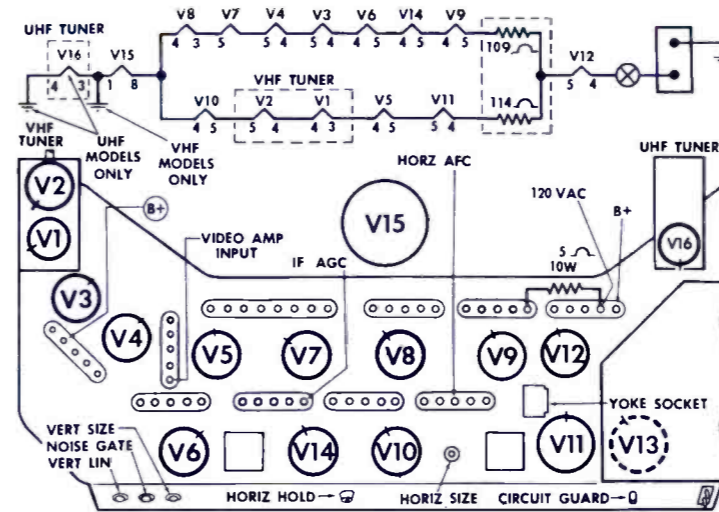 V8 V7 V4 V3 V6 V14 V9
4 3 4 5 4 5 4 5 4 5 4 5 4 5
UHF TUNER
V16 V15
109
V12
4 3 1 8
5 4
VHF TUNER
114
V10 V2 V1 V5 V11
4 5 5 4 4 3 4 5 5 4
VHF TUNER
UHF MODELS ONLY
VHF MODELS ONLY
HORZ AFC
UHF TUNER
V2
B+
120 VAC
B+
V1
V15
VIDEO AMP INPUT
IF AGC
5
10W
V16
V3
V4
V5 V7 V8 V9 V12
YOKE SOCKET
VERT SIZE
NOISE GATE
VERT LIN
V6 V14 V10 V11 V13
HORIZ HOLD HORIZ SIZE CIRCUIT GUARD